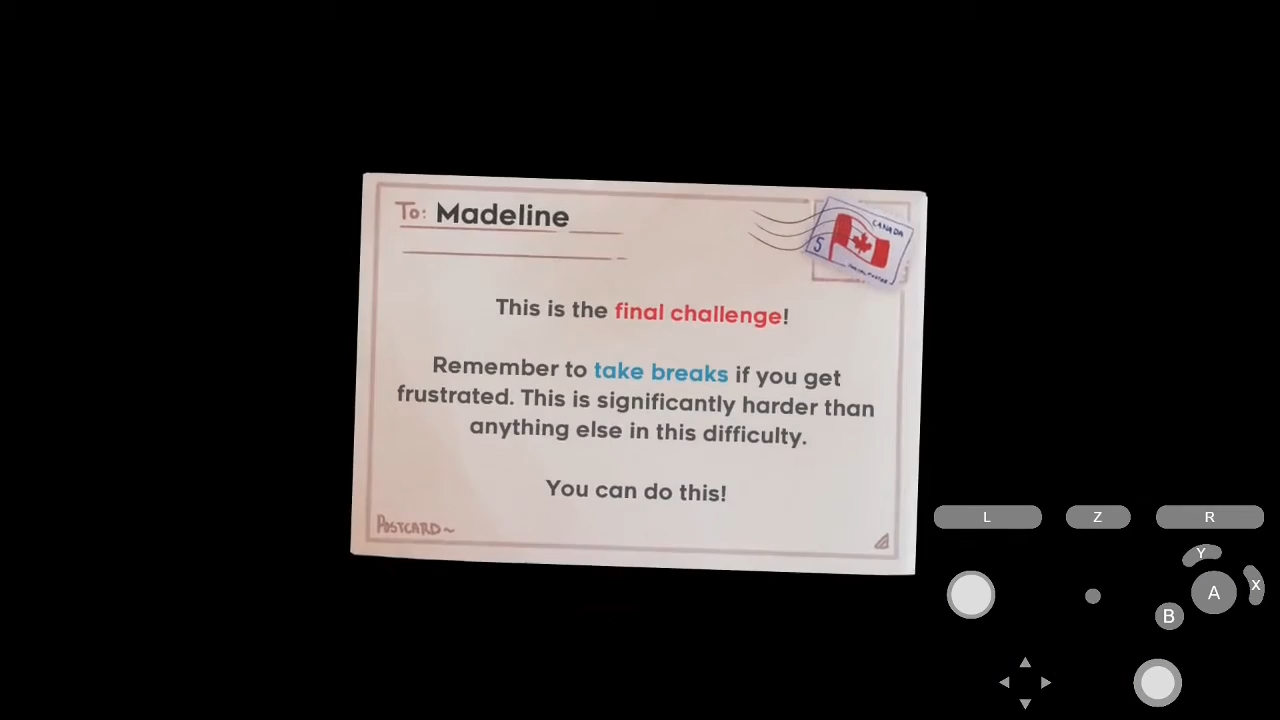 To: Madeline
CANADA
5
This is the final challenge!
Remember to take breaks if you get
frustrated. This is significantly harder than
anything else in this difficulty.
You can do this!
POSTCARD~
L
Z
R
Y
X
A
B